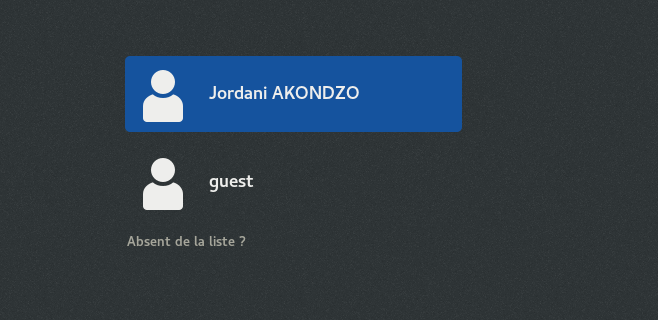 Jordani AKONDZO
guest
Absent de la liste ?